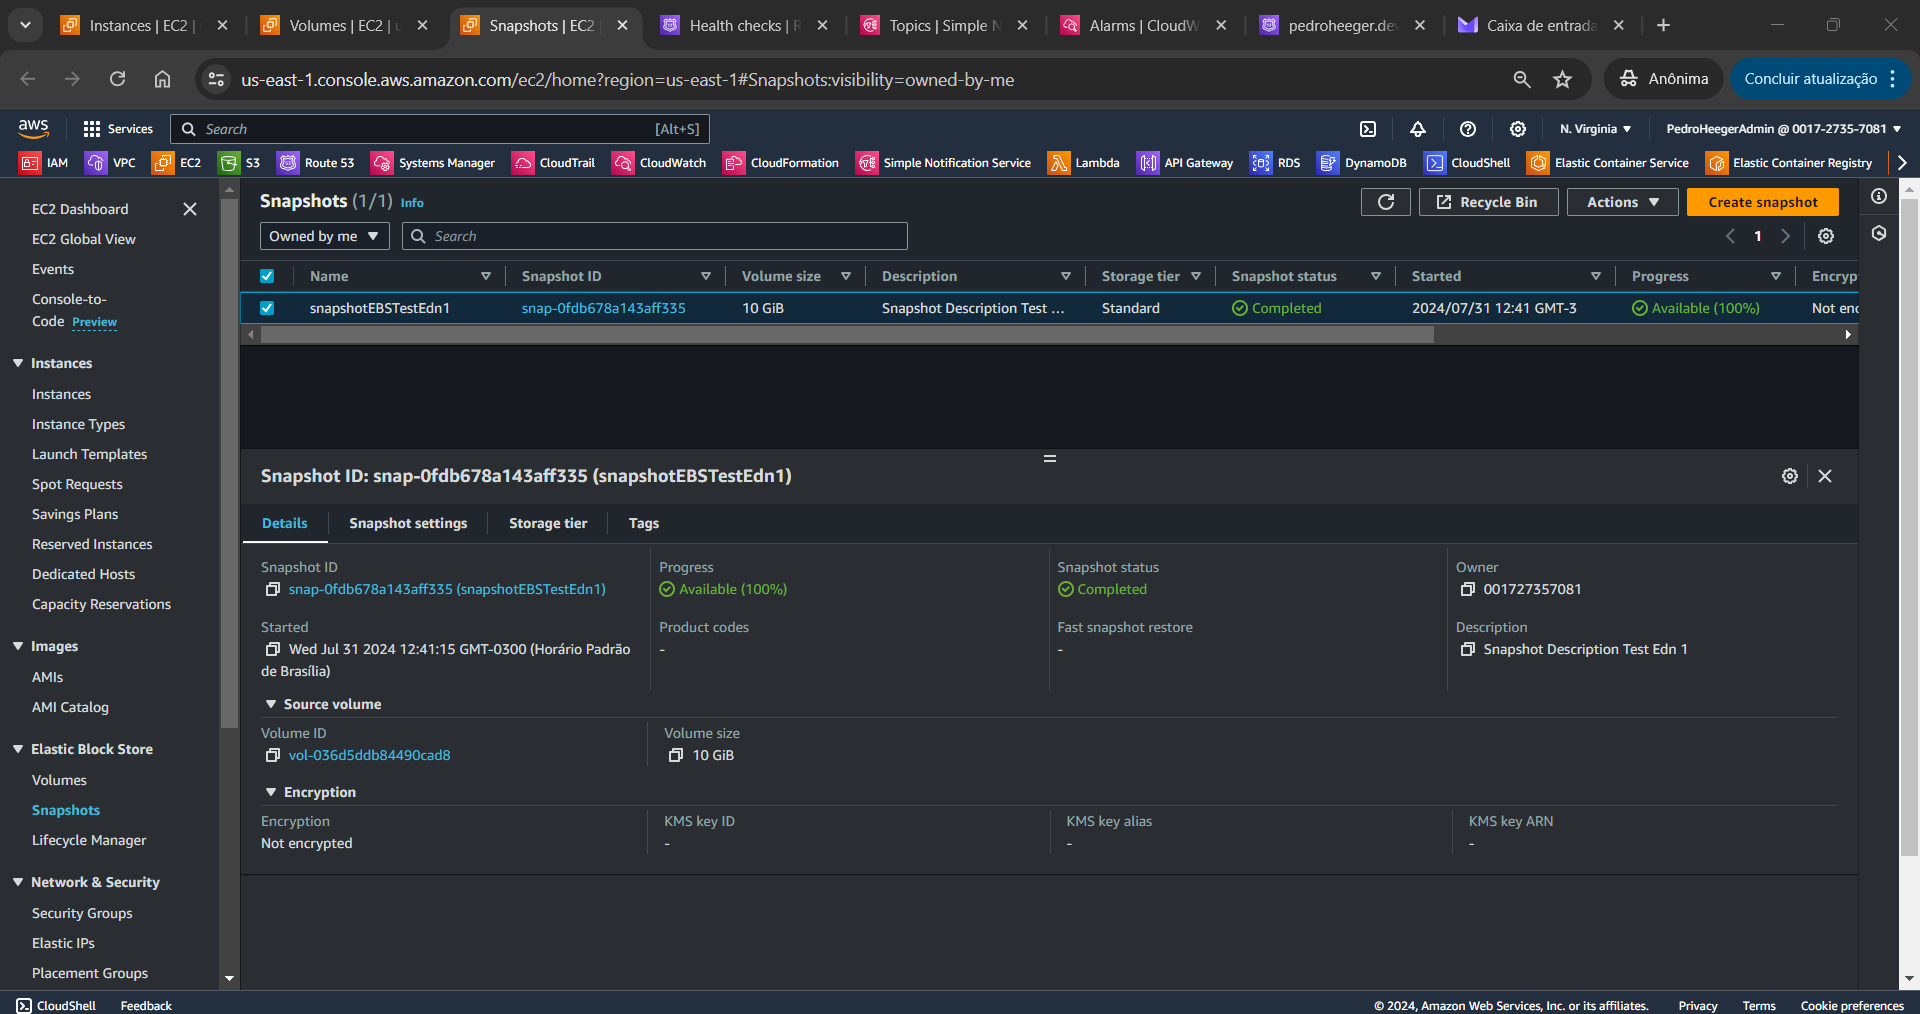 Instances | EC2 |
Volumes | EC2 | u
Snapshots | EC2
Health checks | R
Topics | Simple N
Alarms | CloudW
pedroheeger.de
Caixa de entrada
us-east-1.console.aws.amazon.com/ec2/home?region=us-east-1#Snapshots:visibility=owned-by-me
Anônima
Concluir atualização
aws
Services
Search
[Alt+S]
N. Virginia
PedroHeegerAdmin @ 0017-2735-7081
IAM
VPC
EC2
S3
Route 53
Systems Manager
CloudTrail
CloudWatch
CloudFormation
Simple Notification Service
Lambda
API Gateway
RDS
DynamoDB
CloudShell
Elastic Container Service
Elastic Container Registry
EC2 Dashboard
EC2 Global View
Events
Console-to-
Code Preview
Instances
Instances
Instance Types
Launch Templates
Spot Requests
Savings Plans
Reserved Instances
Dedicated Hosts
Capacity Reservations
Images
AMIs
AMI Catalog
Elastic Block Store
Volumes
Snapshots
Lifecycle Manager
Network & Security
Security Groups
Elastic IPs
Placement Groups
Snapshots (1/1) Info
Recycle Bin
Actions
Create snapshot
Owned by me
Search
1
Name
Snapshot ID
Volume size
Description
Storage tier
Snapshot status
Started
Progress
Encryp
snapshotEBSTestEdn1
snap-0fdb678a143aff335
10 GiB
Snapshot Description Test ...
Standard
Completed
2024/07/31 12:41 GMT-3
Available (100%)
Not enc
Snapshot ID: snap-0fdb678a143aff335 (snapshotEBSTestEdn1)
Details
Snapshot settings
Storage tier
Tags
Snapshot ID
snap-0fdb678a143aff335 (snapshotEBSTestEdn1)
Progress
Available (100%)
Snapshot status
Completed
Owner
001727357081
Started
Wed Jul 31 2024 12:41:15 GMT-0300 (Horário Padrão
de Brasília)
Product codes
-
Fast snapshot restore
-
Description
Snapshot Description Test Edn 1
Source volume
Volume ID
vol-036d5ddb84490cad8
Volume size
10 GiB
Encryption
Encryption
Not encrypted
KMS key ID
-
KMS key alias
-
KMS key ARN
-
CloudShell
Feedback
© 2024, Amazon Web Services, Inc. or its affiliates.
Privacy
Terms
Cookie preferences